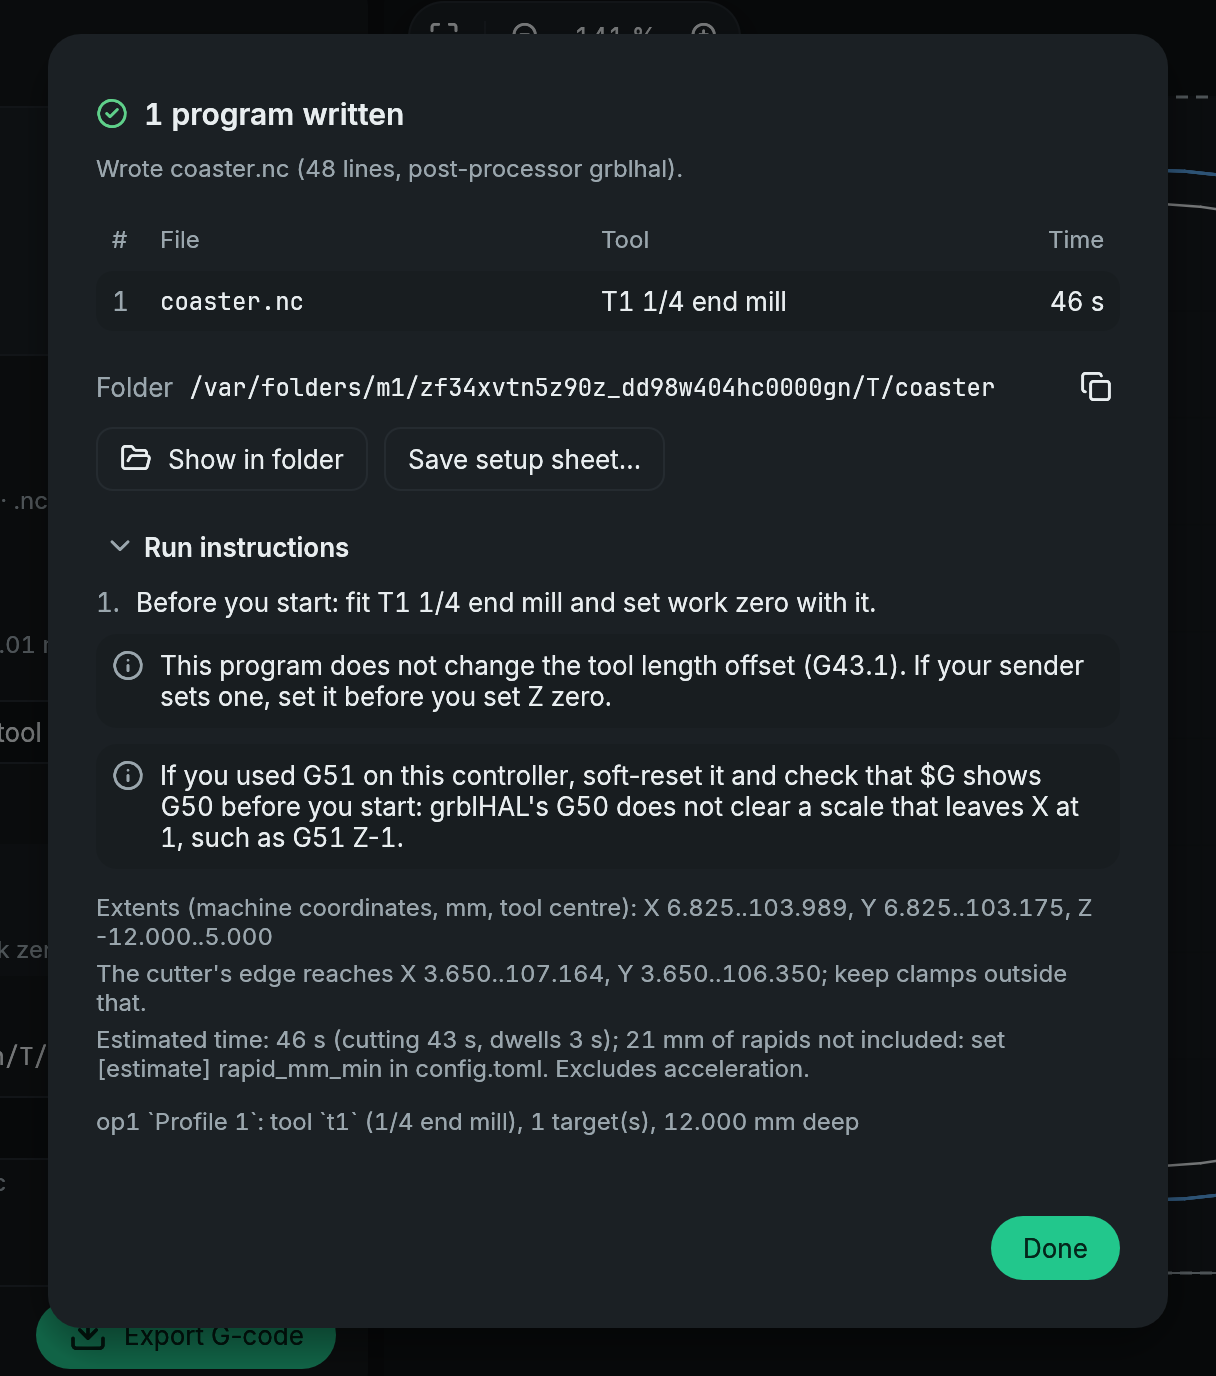 141 %
1 program written
Wrote coaster.nc (48 lines, post-processor grblhal).
# File Tool Time
1 coaster.nc T1 1/4 end mill 46 s
Folder /var/folders/m1/zf34xvtn5z90z_dd98w404hc0000gn/T/coaster
Show in folder Save setup sheet...
· .nc
Run instructions
1. Before you start: fit T1 1/4 end mill and set work zero with it.
.01
This program does not change the tool length offset (G43.1). If your sender
sets one, set it before you set Z zero.
tool
If you used G51 on this controller, soft-reset it and check that $G shows
G50 before you start: grblHAL's G50 does not clear a scale that leaves X at
1, such as G51 Z-1.
Extents (machine coordinates, mm, tool centre): X 6.825..103.989, Y 6.825..103.175, Z
-12.000..5.000
k zer
The cutter's edge reaches X 3.650..107.164, Y 3.650..106.350; keep clamps outside
that.
Estimated time: 46 s (cutting 43 s, dwells 3 s); 21 mm of rapids not included: set
[estimate] rapid_mm_min in config.toml. Excludes acceleration.
n/T/
op1 `Profile 1`: tool `t1` (1/4 end mill), 1 target(s), 12.000 mm deep
c
Done
Export G-code